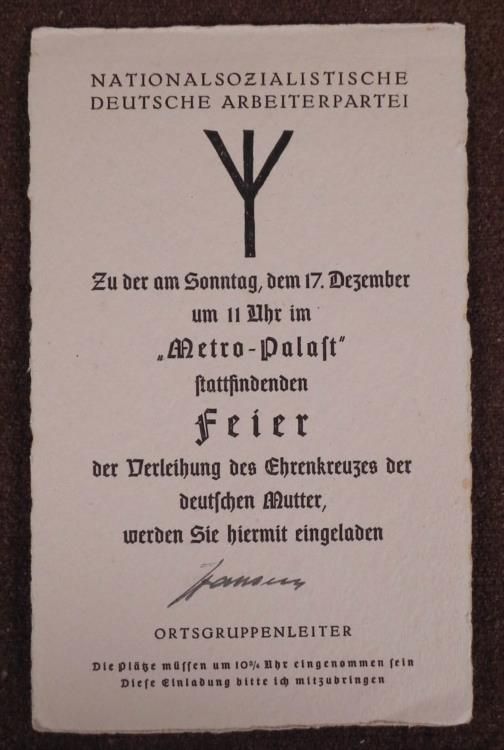 NATIONALSOZIALISTISCHE
DEUTSCHE ARBEITERPARTEI
Zu der am Sonntag, dem 17. Dezember
um 11 Uhr im
„Metro-Palast"
stattfindenden
Feier
der Verleihung des Ehrenkreuzes der
deutschen Mutter,
werden Sie hiermit eingeladen
Hansen
ORTSGRUPPENLEITER
Die Plätze müssen um 10¾ Uhr eingenommen sein
Diese Einladung bitte ich mitzubringen